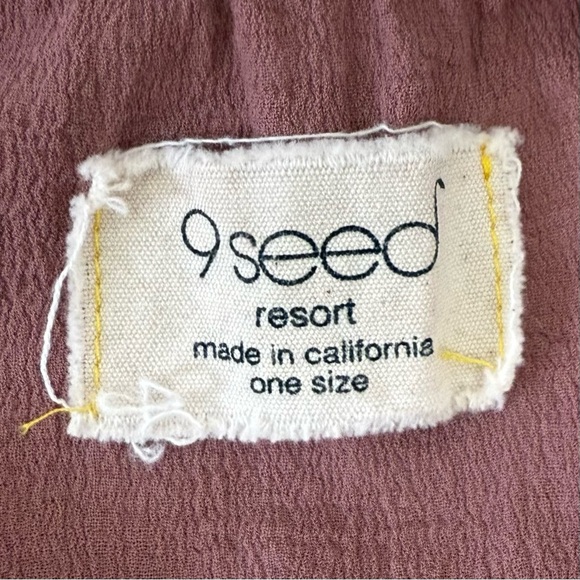 9seed
resort
made in california
one size